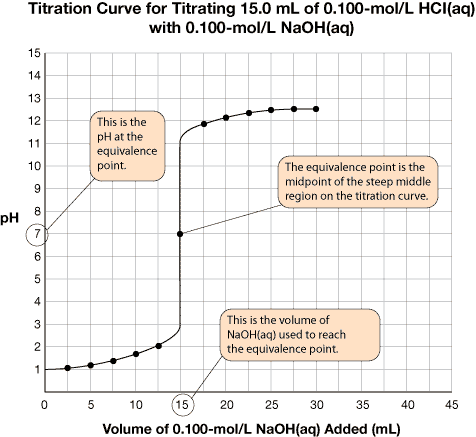 Titration Curve for Titrating 15.0 mL of 0.100-mol/L HCl(aq)
with 0.100-mol/L NaOH(aq)
15
14
13
12
11
10
9
8
7
6
5
4
3
2
1
pH
This is the
pH at the
equivalence
point.
The equivalence point is the
midpoint of the steep middle
region on the titration curve.
This is the volume of
NaOH(aq) used to reach
the equivalence point.
0 5 10 15 20 25 30 35 40 45
Volume of 0.100-mol/L NaOH(aq) Added (mL)